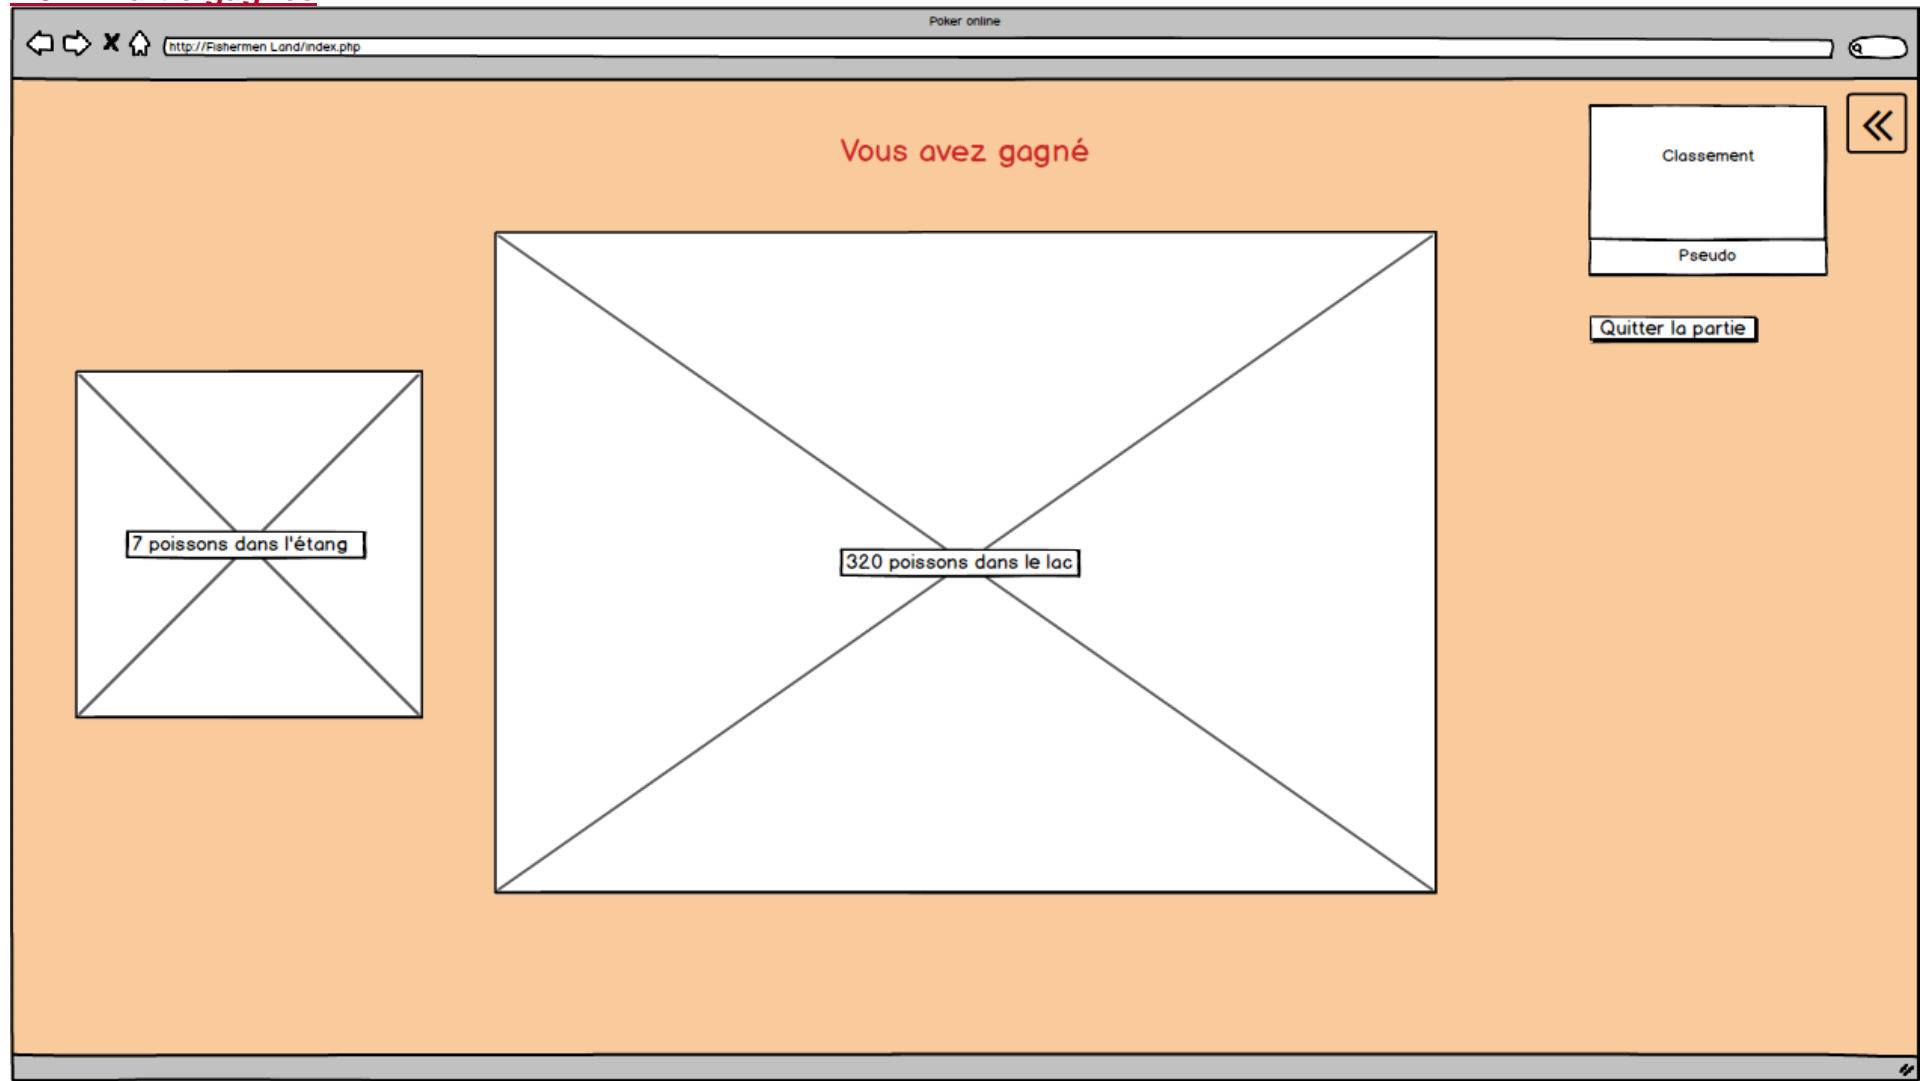 Poker online
http://Fishermen Land/index.php
Vous avez gagné
Classement
Pseudo
Quitter la partie
7 poissons dans l'étang
320 poissons dans le lac